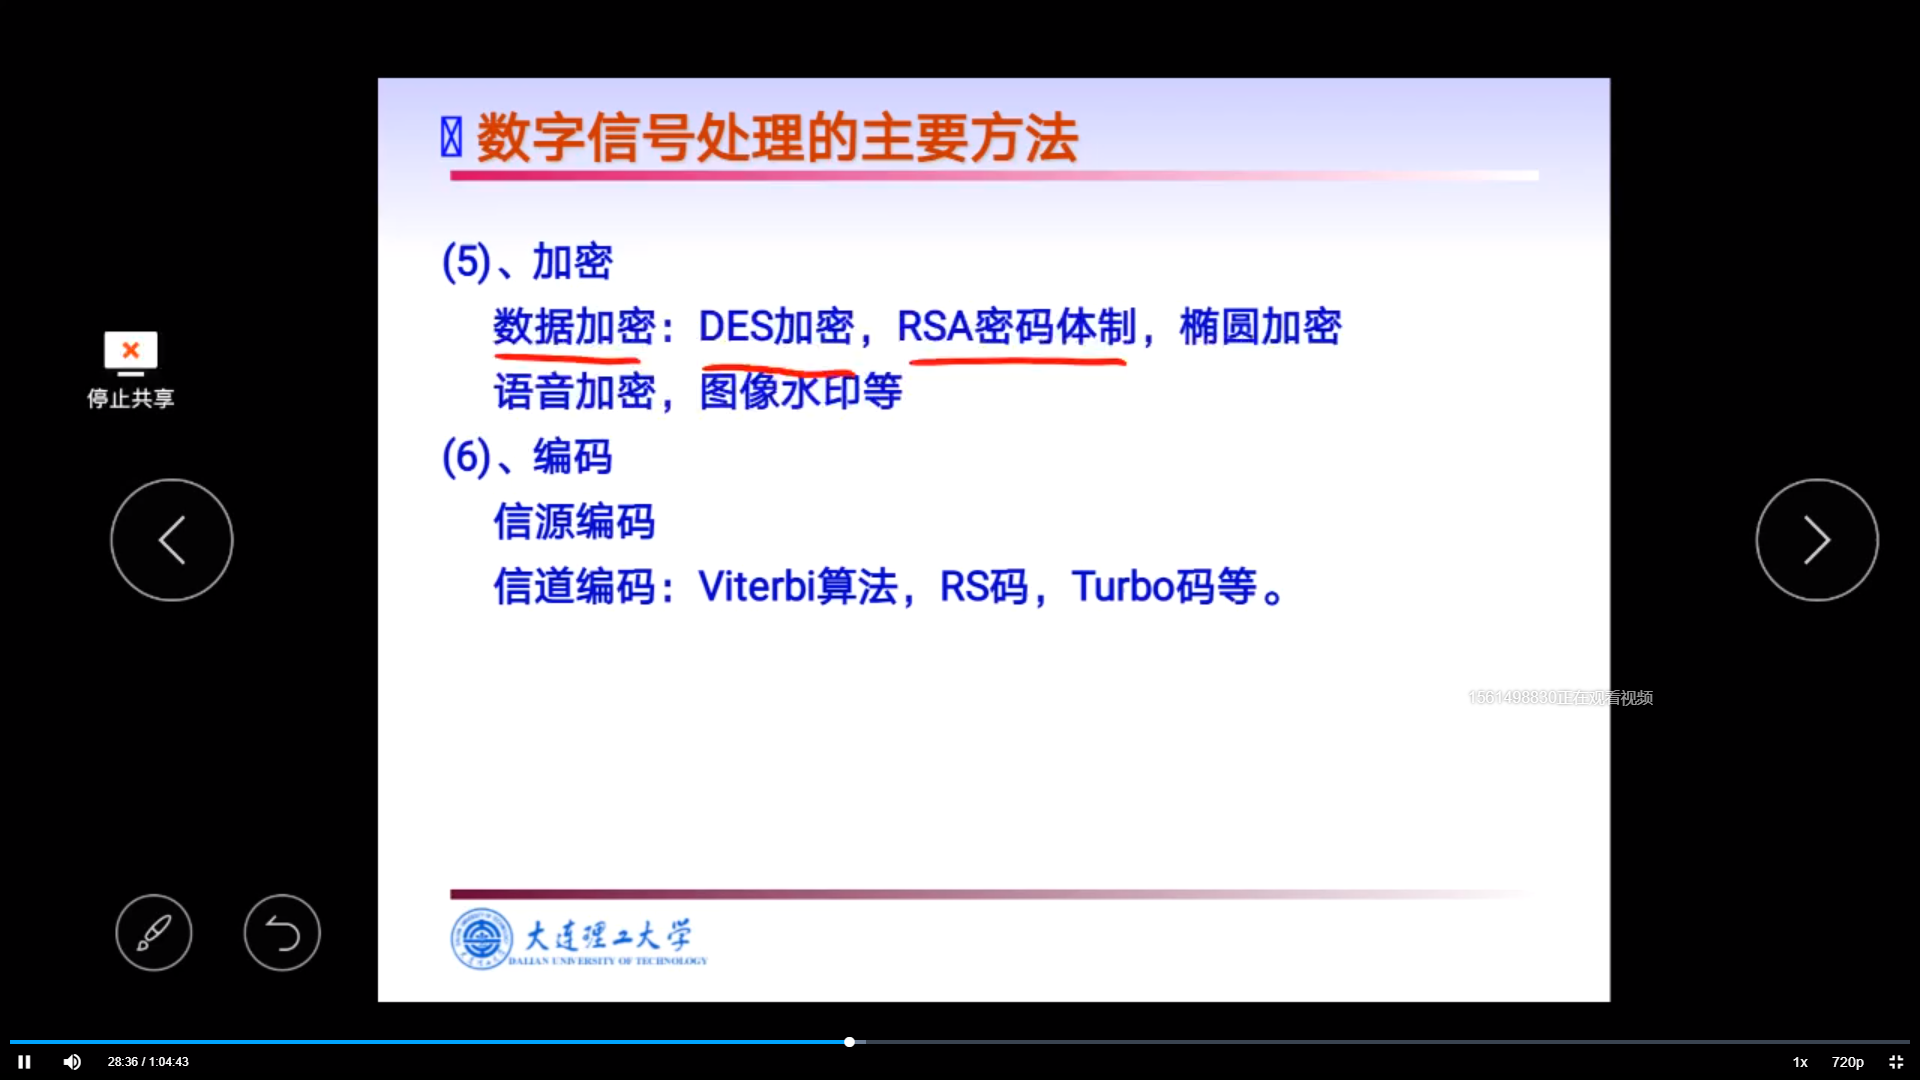 数字信号处理的主要方法
(5)、加密
数据加密：DES加密，RSA密码体制，椭圆加密
语音加密，图像水印等
(6)、编码
信源编码
信道编码：Viterbi算法，RS码，Turbo码等。
停止共享
1561498830正在观看视频
大连理工大学
DALIAN UNIVERSITY OF TECHNOLOGY
28:36 / 1:04:43
1x
720p